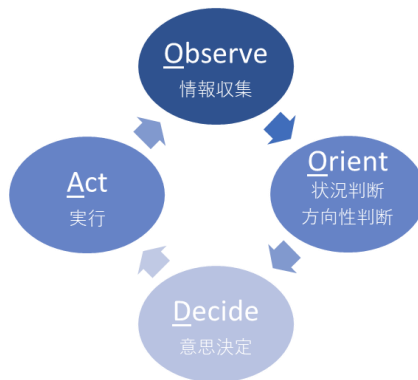 Observe
情報収集
Orient
状況判断
方向性判断
Decide
意思決定
Act
実行